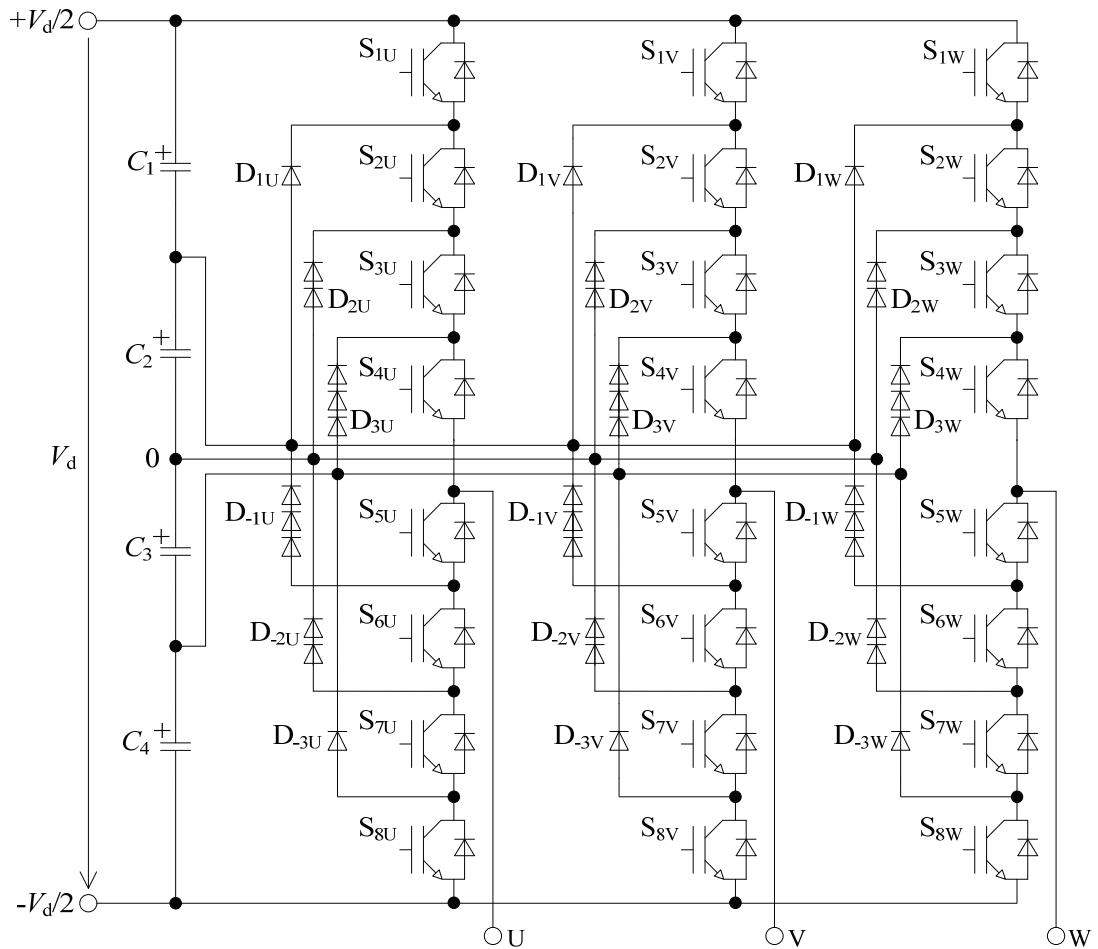 +Vd/2
S1U S1V S1W
C1 + D1U S2U D1V S2V D1W S2W
S3U S3V S3W
D2U D2V D2W
C2 + S4U S4V S4W
D3U D3V D3W
Vd 0
D-1U S5U D-1V S5V D-1W S5W
C3 +
D-2U S6U D-2V S6V D-2W S6W
C4 + D-3U S7U D-3V S7V D-3W S7W
S8U S8V S8W
-Vd/2
U V W